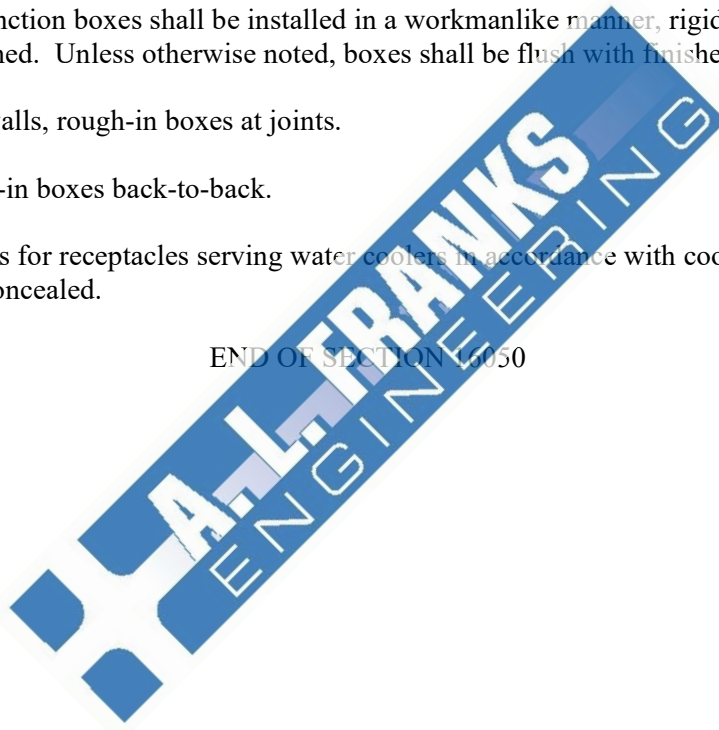 nction boxes shall be installed in a workmanlike manner, rigid
ned. Unless otherwise noted, boxes shall be flush with finishe
alls, rough-in boxes at joints.
-in boxes back-to-back.
s for receptacles serving water coolers in accordance with coo
oncealed.
END OF SECTION 16050
A. L. FRANKS
ENGINEERING